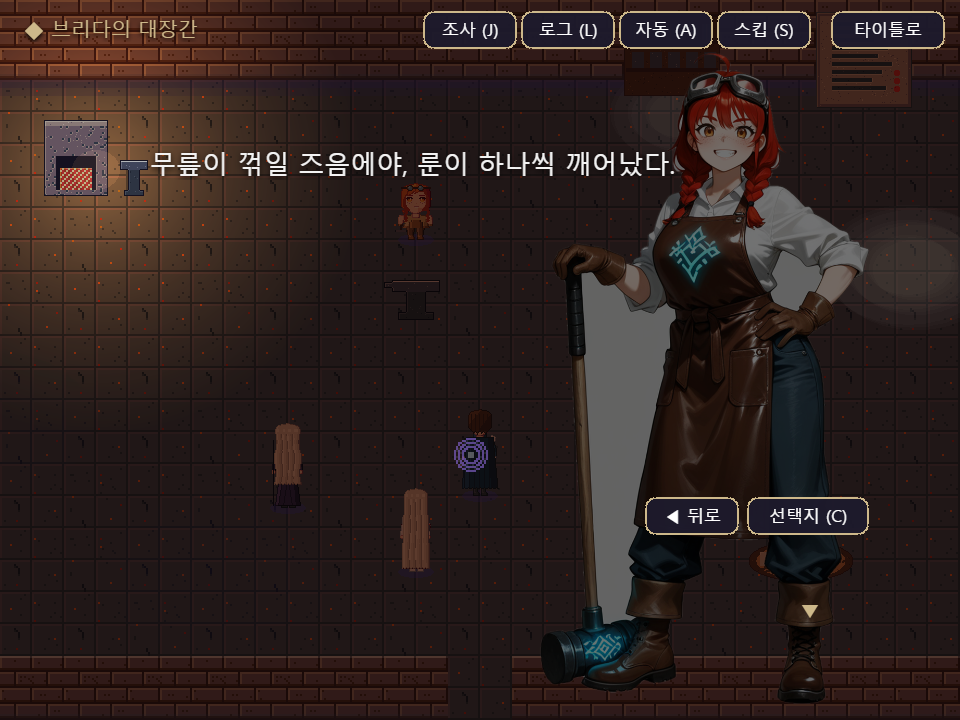 브리다의 대장간
조사 (J)
로그 (L)
자동 (A)
스킵 (S)
타이틀로
무릎이 꺾일 즈음에야, 룬이 하나씩 깨어났다.
◀ 뒤로
선택지 (C)